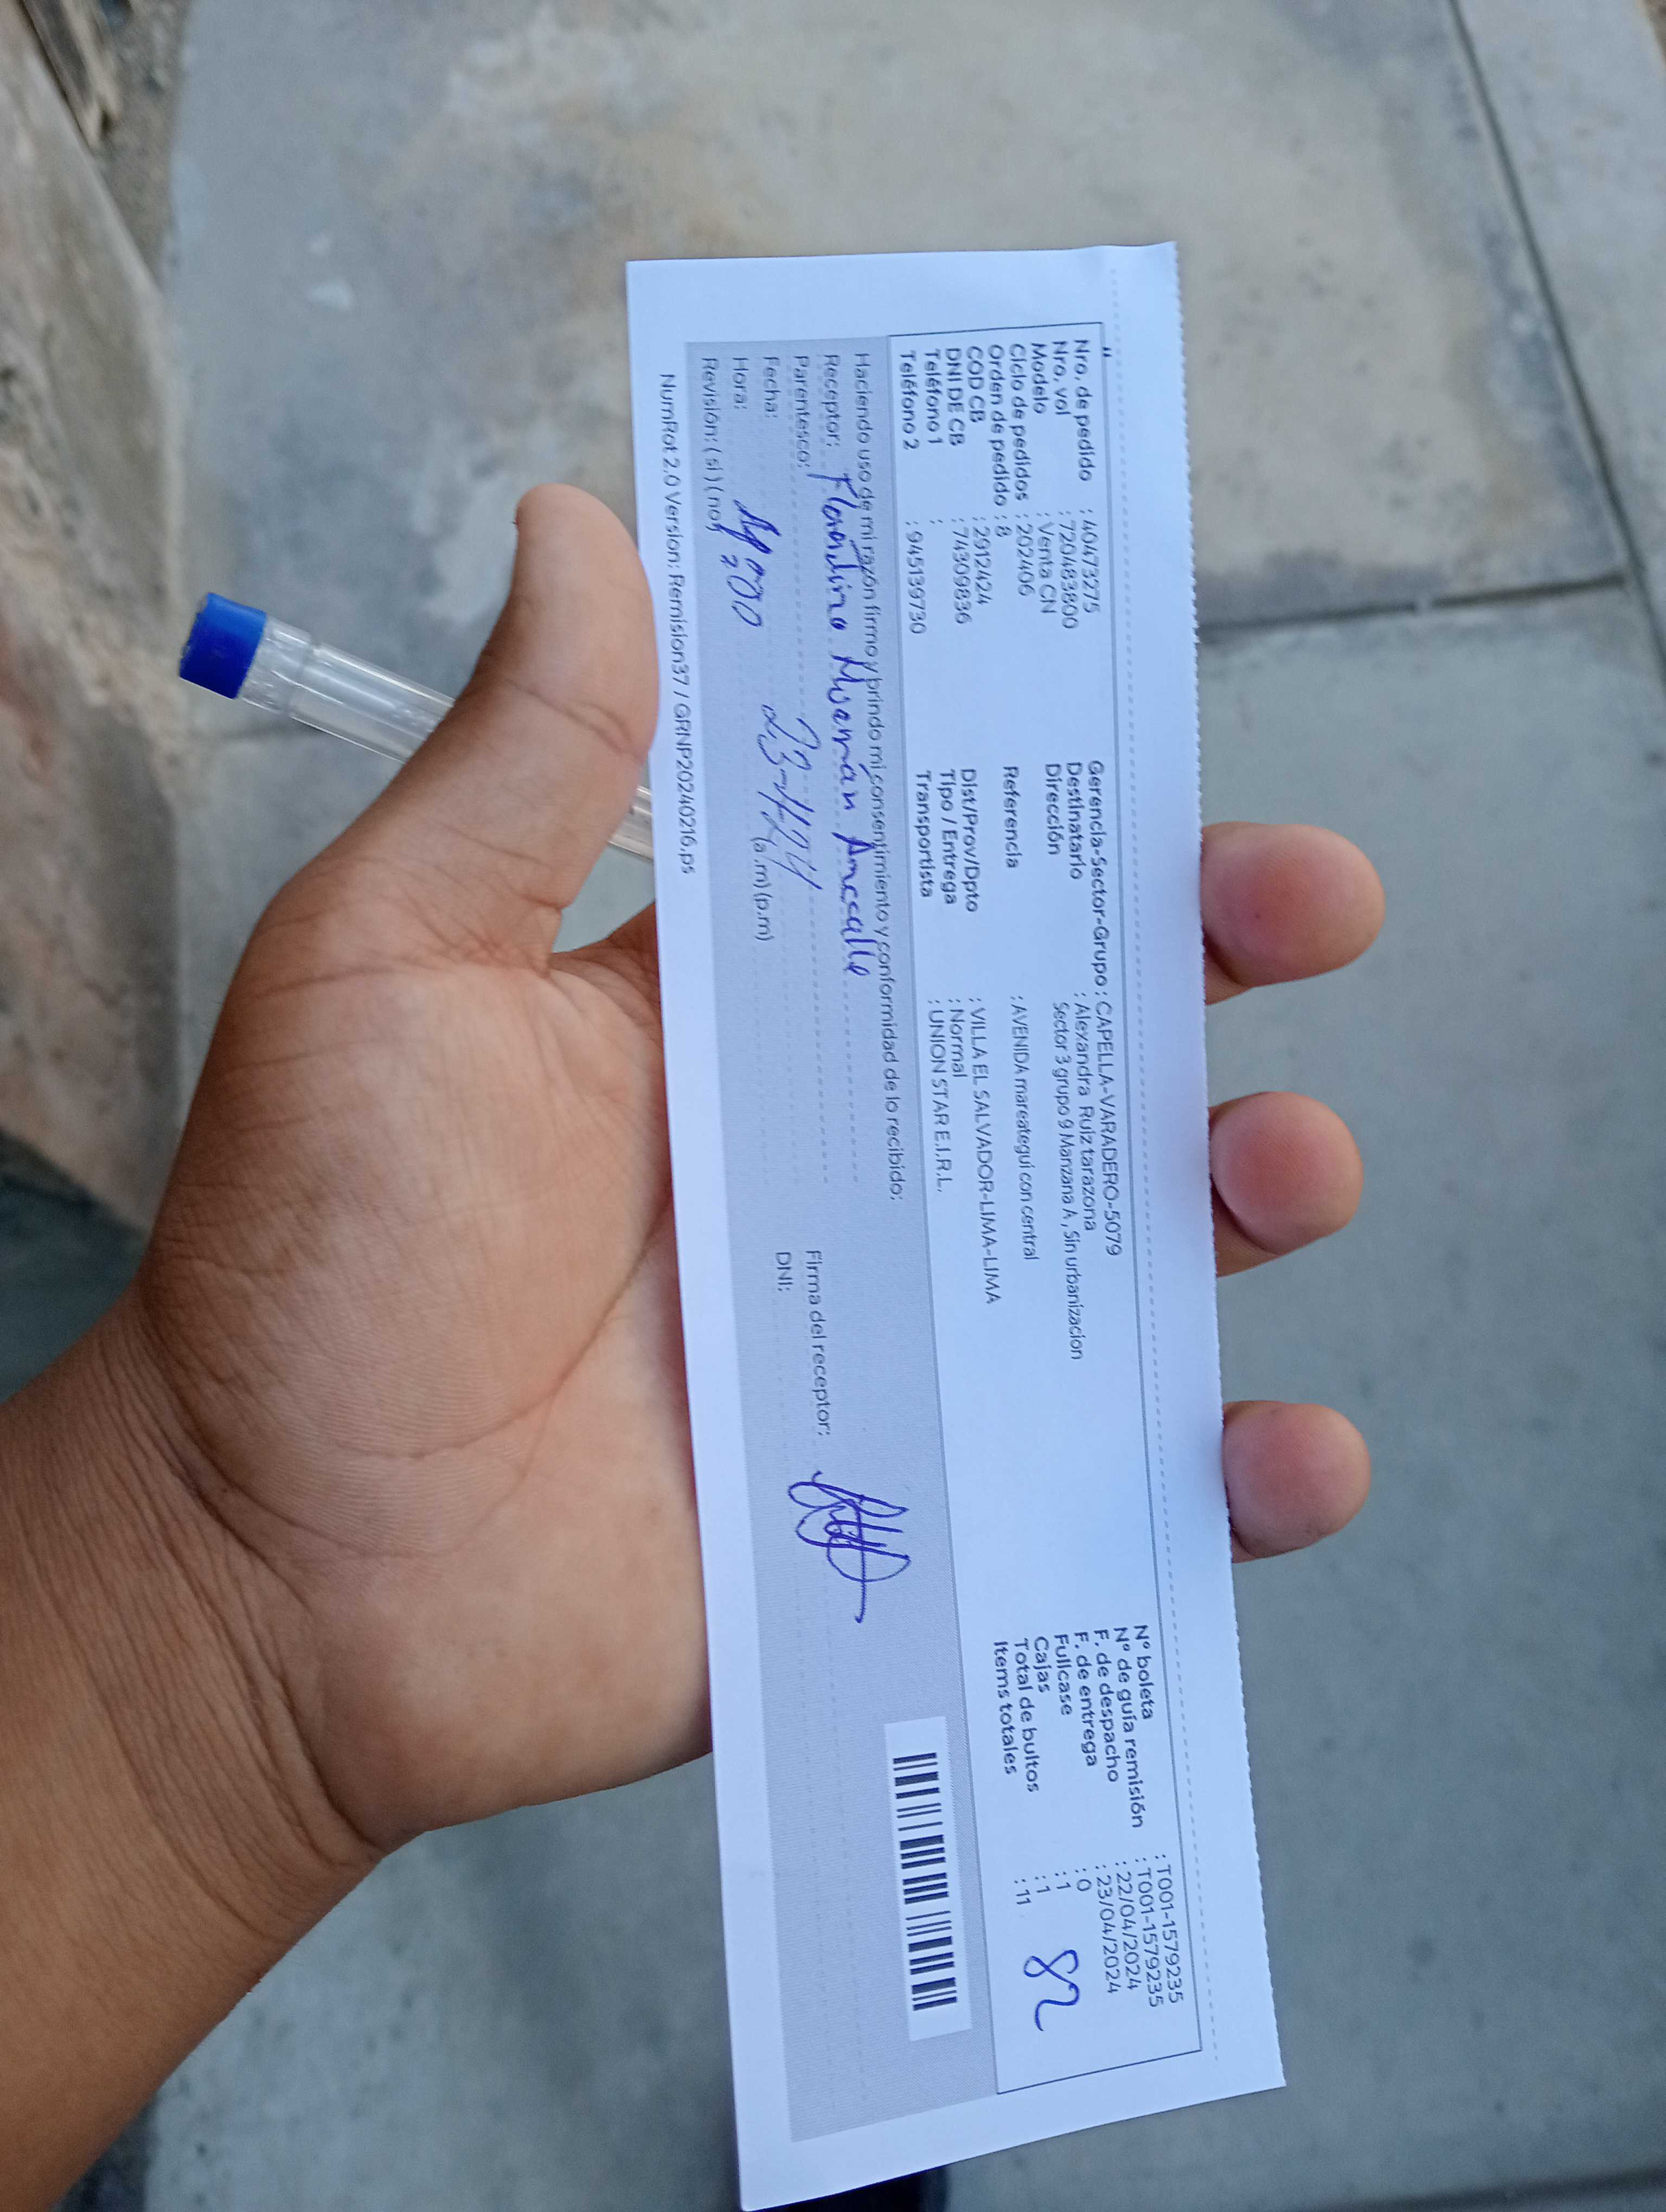 Nro. de pedido : 40473275
Nro. vol : 720483800
Modelo : Venta CN
Ciclo de pedidos : 202406
Orden de pedido : 8
COD CB : 2912424
DNI DE CB : 74309836
Teléfono 1 :
Teléfono 2 : 945139730
Gerencia-Sector-Grupo : CAPELLA-VARADERO-5079
Destinatario : Alexandra Ruiz tarazona
Dirección Sector 3 grupo 9 Manzana A , Sin urbanizacion
Referencia : AVENIDA mareategui con central
Dist/Prov/Dpto : VILLA EL SALVADOR-LIMA-LIMA
Tipo / Entrega : Normal
Transportista : UNION STAR E.I.R.L.
Nº boleta : T001-1579235
Nº de guía remisión : T001-1579235
F. de despacho : 22/04/2024
F. de entrega : 23/04/2024
Fullcase : 0
Cajas : 1
Total de bultos : 1
Items totales : 11
82
Haciendo uso de mi razón firmo y brindo mi consentimiento y conformidad de lo recibido:
Receptor:
Parentesco:
Fecha:
Hora: (a.m) (p.m)
Revisión: (si) (no)
Firma del receptor:
DNI:
NumRot 2.0 Version: Remision37 / GRNP20240216.ps